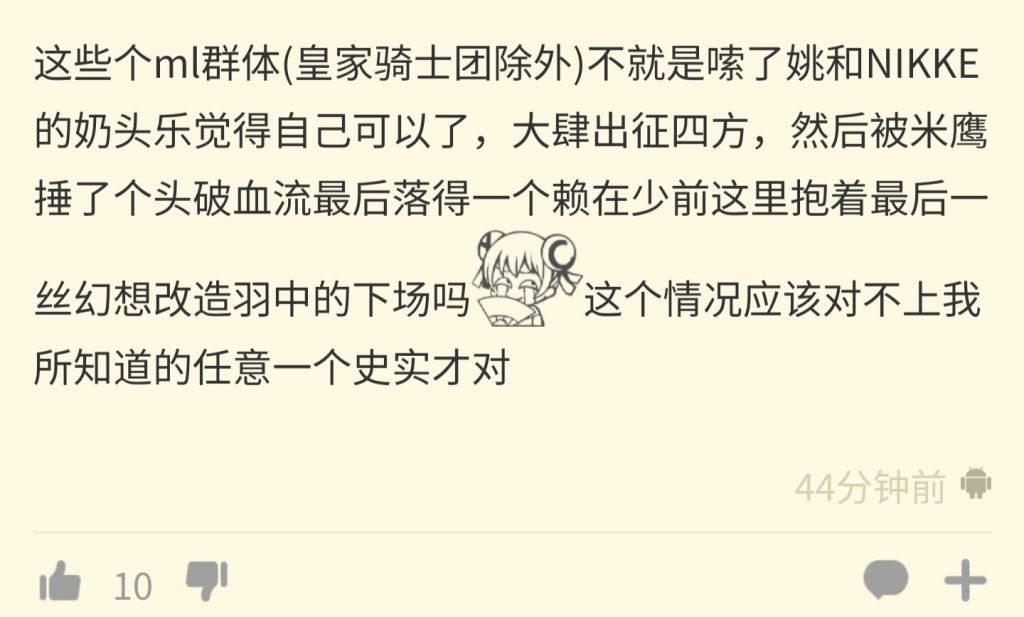 这些个ml群体(皇家骑士团除外)不就是嗦了姚和NIKKE
的奶头乐觉得自己可以了，大肆出征四方，然后被米鹰
捶了个头破血流最后落得一个赖在少前这里抱着最后一
丝幻想改造羽中的下场吗这个情况应该对不上我
所知道的任意一个史实才对
44分钟前
10